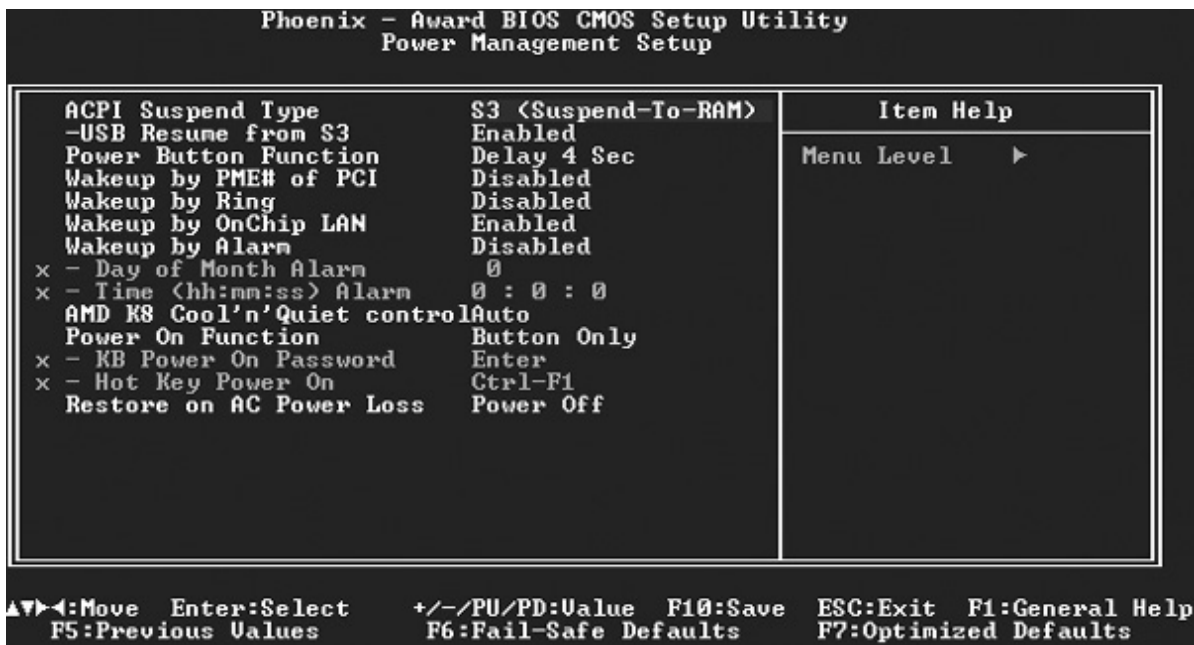 Phoenix - Award BIOS CMOS Setup Utility
Power Management Setup
ACPI Suspend Type S3 (Suspend-To-RAM)
-USB Resume from S3 Enabled
Power Button Function Delay 4 Sec
Wakeup by PME# of PCI Disabled
Wakeup by Ring Disabled
Wakeup by OnChip LAN Enabled
Wakeup by Alarm Disabled
x - Day of Month Alarm 0
x - Time (hh:mm:ss) Alarm 0 : 0 : 0
AMD K8 Cool'n'Quiet controlAuto
Power On Function Button Only
x - KB Power On Password Enter
x - Hot Key Power On Ctrl-F1
Restore on AC Power Loss Power Off
Item Help
Menu Level ▶
▲▼►◄:Move Enter:Select +/-/PU/PD:Value F10:Save ESC:Exit F1:General Help
F5:Previous Values F6:Fail-Safe Defaults F7:Optimized Defaults